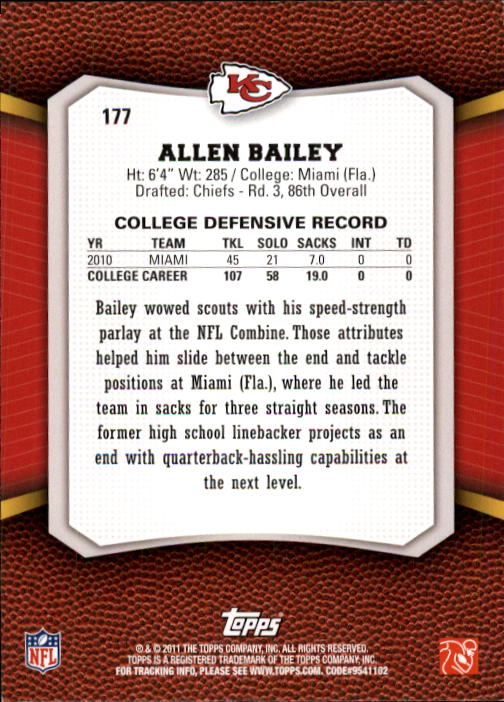 KC
177
ALLEN BAILEY
Ht: 6'4" Wt: 285 / College: Miami (Fla.)
Drafted: Chiefs - Rd. 3, 86th Overall
COLLEGE DEFENSIVE RECORD
YR TEAM TKL SOLO SACKS INT TD
2010 MIAMI 45 21 7.0 0 0
COLLEGE CAREER 107 58 19.0 0 0
Bailey wowed scouts with his speed-strength
parlay at the NFL Combine. Those attributes
helped him slide between the end and tackle
positions at Miami (Fla.), where he led the
team in sacks for three straight seasons. The
former high school linebacker projects as an
end with quarterback-hassling capabilities at
the next level.
Topps
® & © 2011 THE TOPPS COMPANY, INC. ALL RIGHTS RESERVED.
TOPPS IS A REGISTERED TRADEMARK OF THE TOPPS COMPANY, INC.
FOR TRACKING INFO, PLEASE SEE WWW.TOPPS.COM. CODE#9541102
NFL